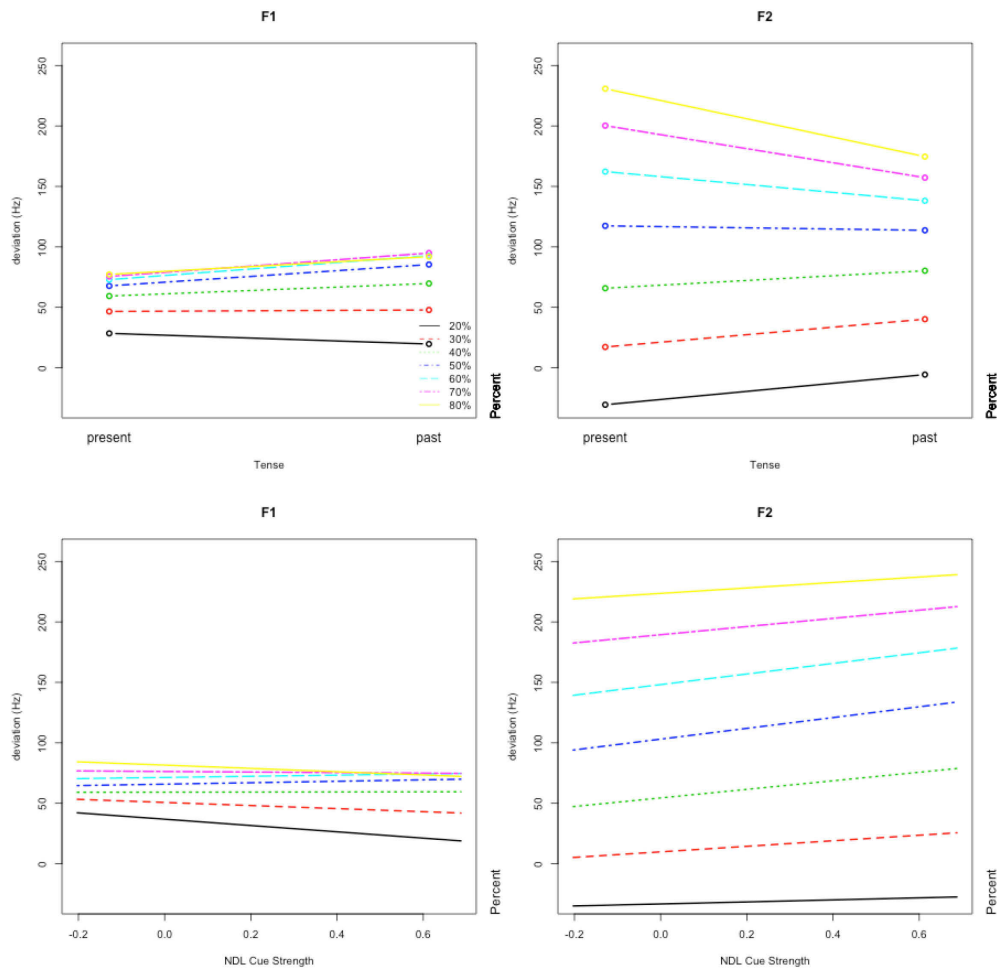 F1
deviation (Hz)
250
200
150
100
50
0
20%
30%
40%
50%
60%
70%
80%
Percent
present
past
Tense
F2
deviation (Hz)
250
200
150
100
50
0
Percent
present
past
Tense
F1
deviation (Hz)
250
200
150
100
50
0
Percent
-0.2
0.0
0.2
0.4
0.6
NDL Cue Strength
F2
deviation (Hz)
250
200
150
100
50
0
Percent
-0.2
0.0
0.2
0.4
0.6
NDL Cue Strength